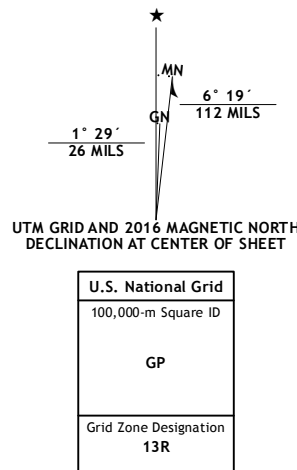 MN
6° 19´
112 MILS
GN
1° 29´
26 MILS
UTM GRID AND 2016 MAGNETIC NORTH
DECLINATION AT CENTER OF SHEET
U.S. National Grid
100,000-m Square ID
GP
Grid Zone Designation
13R